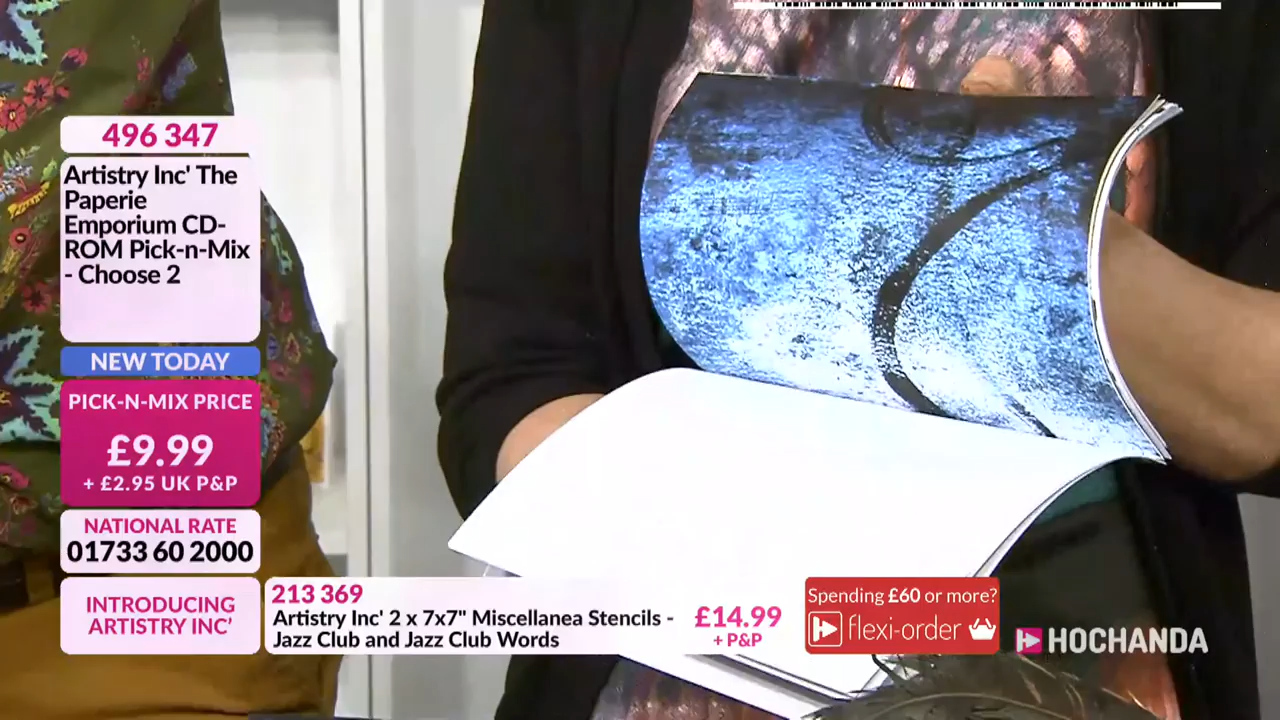 496 347
Artistry Inc' The
Paperie
Emporium CD-
ROM Pick-n-Mix
- Choose 2
NEW TODAY
PICK-N-MIX PRICE
£9.99
+ £2.95 UK P&P
NATIONAL RATE
01733 60 2000
INTRODUCING
ARTISTRY INC'
213 369
Artistry Inc' 2 x 7x7" Miscellanea Stencils -
Jazz Club and Jazz Club Words
£14.99
+ P&P
Spending £60 or more?
flexi-order
HOCHANDA